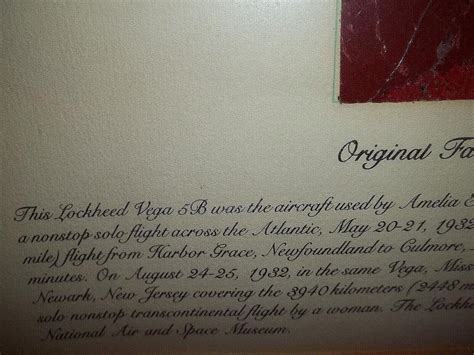 Original Fa
This Lockheed Vega 5B was the aircraft used by Amelia E
a nonstop solo flight across the Atlantic, May 20-21, 1932
mile) flight from Harbor Grace, Newfoundland to Culmore,
minutes. On August 24-25, 1932, in the same Vega, Miss
Newark, New Jersey covering the 3940 kilometers (2448 m
solo nonstop transcontinental flight by a woman. The Lockh
National Air and Space Museum.